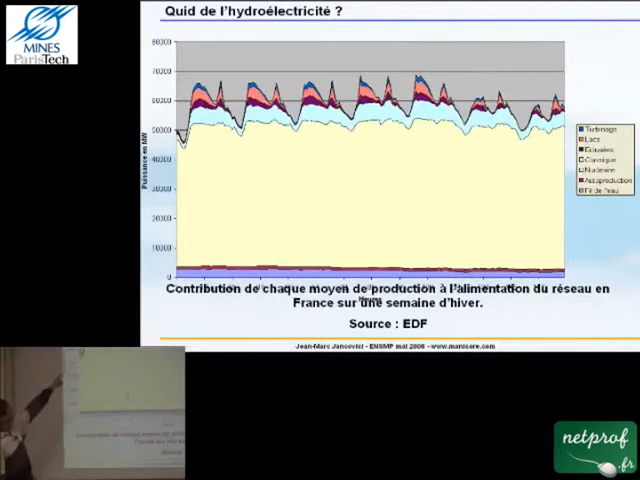 MINES
ParisTech
Quid de l'hydroélectricité ?
80000
70000
60000
50000
40000
30000
20000
10000
0
Puissance en MW
Turbinage
Lacs
Eclusées
Classique
Nucléaire
Autoproduction
Fil de l'eau
Contribution de chaque moyen de production à l'alimentation du réseau en
France sur une semaine d'hiver.
Source : EDF
Jean-Marc Jancovici - ENSMP mai 2008 - www.manicore.com
netprof
.fr